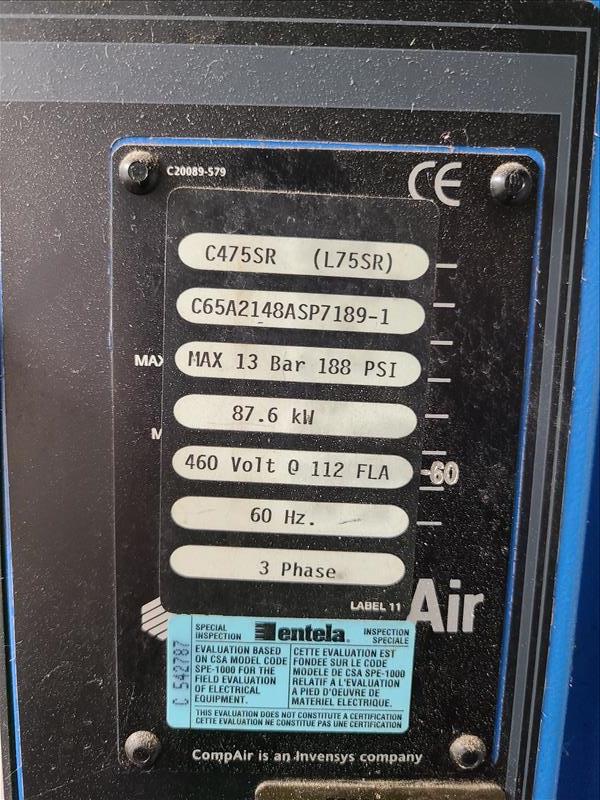 C20089-579
CE
C475SR (L75SR)
C65A2148ASP7189-1
MAX 13 Bar 188 PSI
MAX
87.6 kW
M
460 Volt @ 112 FLA
-60
60 Hz.
3 Phase
LABEL 11
Air
SPECIAL
INSPECTION
entela.
INSPECTION
SPECIALE
C 542787
EVALUATION BASED
ON CSA MODEL CODE
SPE-1000 FOR THE
FIELD EVALUATION
OF ELECTRICAL
EQUIPMENT.
CETTE EVALUATION EST
FONDÉE SUR LE CODE
MODELE DE CSA SPE-1000
RELATIF A L'EVALUATION
A PIED D'OEUVRE DE
MATERIEL ELECTRIQUE.
THIS EVALUATION DOES NOT CONSTITUTE A CERTIFICATION
CETTE EVALUATION NE CONSTITUE PAS UNE CERTIFICATION
CompAir is an Invensys company